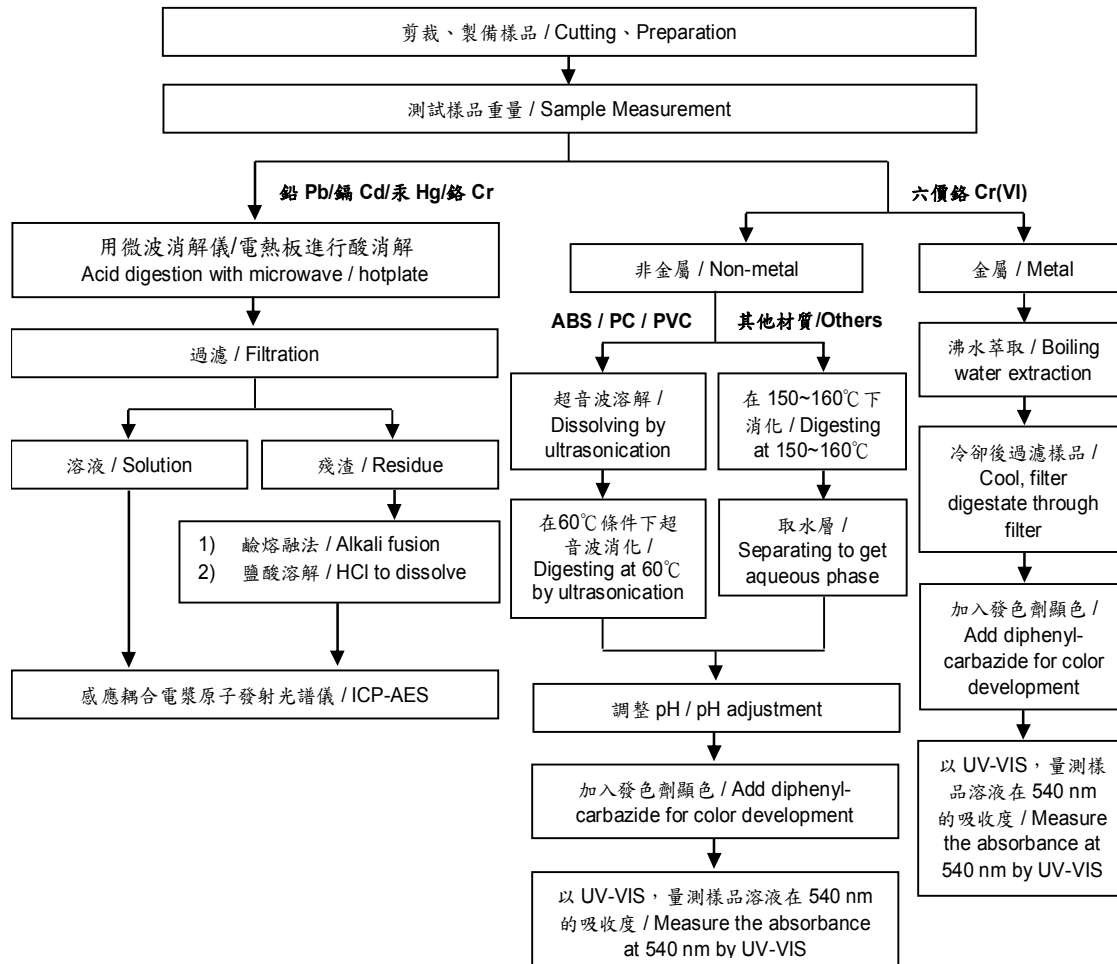 剪裁、製備樣品 / Cutting、Preparation
測試樣品重量 / Sample Measurement
鉛 Pb/鎘 Cd/汞 Hg/鉻 Cr
六價鉻 Cr(VI)
用微波消解儀/電熱板進行酸消解
Acid digestion with microwave / hotplate
過濾 / Filtration
溶液 / Solution
殘渣 / Residue
1) 鹼熔融法 / Alkali fusion
2) 鹽酸溶解 / HCl to dissolve
感應耦合電漿原子發射光譜儀 / ICP-AES
非金屬 / Non-metal
ABS / PC / PVC
其他材質/Others
超音波溶解 /
Dissolving by
ultrasonication
在60℃條件下超
音波消化 /
Digesting at 60℃
by ultrasonication
在 150~160℃下
消化 / Digesting
at 150~160℃
取水層 /
Separating to get
aqueous phase
調整 pH / pH adjustment
加入發色劑顯色 / Add diphenyl-
carbazide for color development
以 UV-VIS，量測樣品溶液在 540 nm
的吸收度 / Measure the absorbance
at 540 nm by UV-VIS
金屬 / Metal
沸水萃取 / Boiling
water extraction
冷卻後過濾樣品 /
Cool, filter
digestate through
filter
加入發色劑顯色 /
Add diphenyl-
carbazide for color
development
以 UV-VIS，量測樣
品溶液在 540 nm
的吸收度 / Measure
the absorbance at
540 nm by UV-VIS